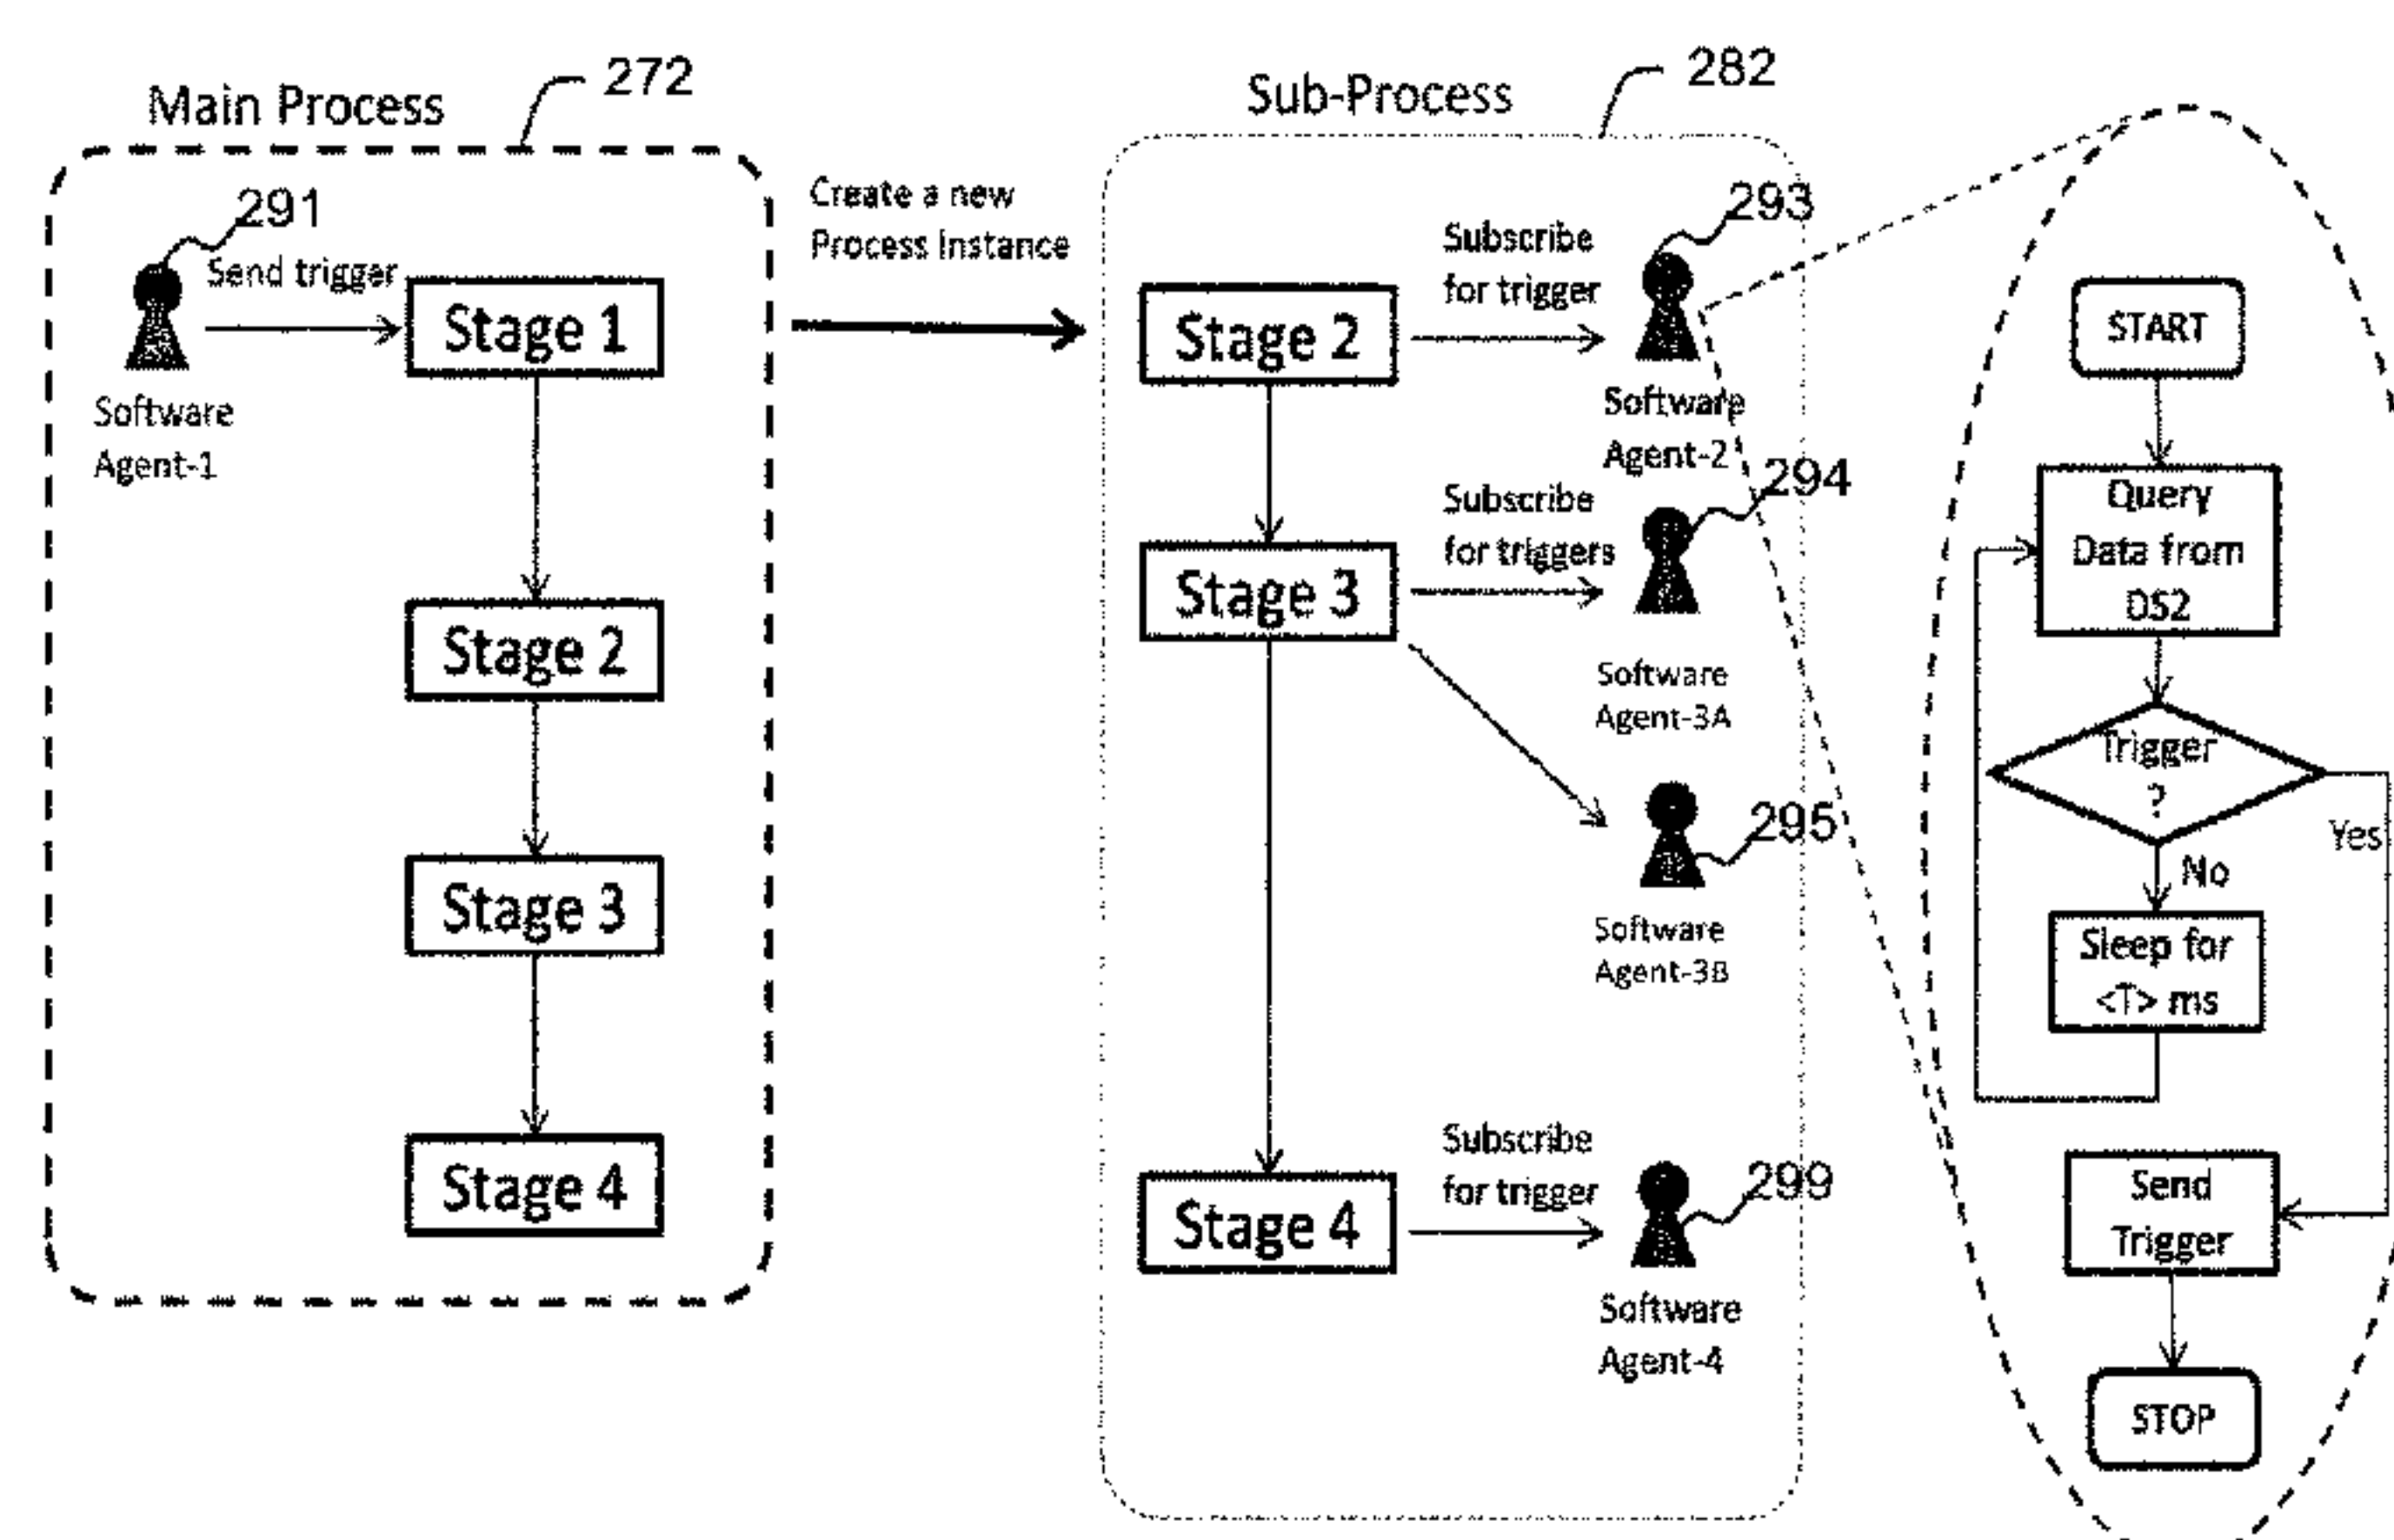 Main Process
272
291
Send trigger
Stage 1
Software
Agent-1
Stage 2
Stage 3
Stage 4
Create a new
Process Instance
Sub-Process
282
293
Subscribe
for trigger
Stage 2
Software
Agent-2
294
Subscribe
for triggers
Stage 3
Software
Agent-3A
295
Software
Agent-3B
Subscribe
for trigger
299
Stage 4
Software
Agent-4
START
Query
Data from
DS2
Trigger
?
Yes
No
Sleep for
<T> ms
Send
Trigger
STOP